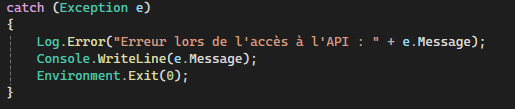 catch (Exception e)
{
    Log.Error("Erreur lors de l'accès à l'API : " + e.Message);
    Console.WriteLine(e.Message);
    Environment.Exit(0);
}